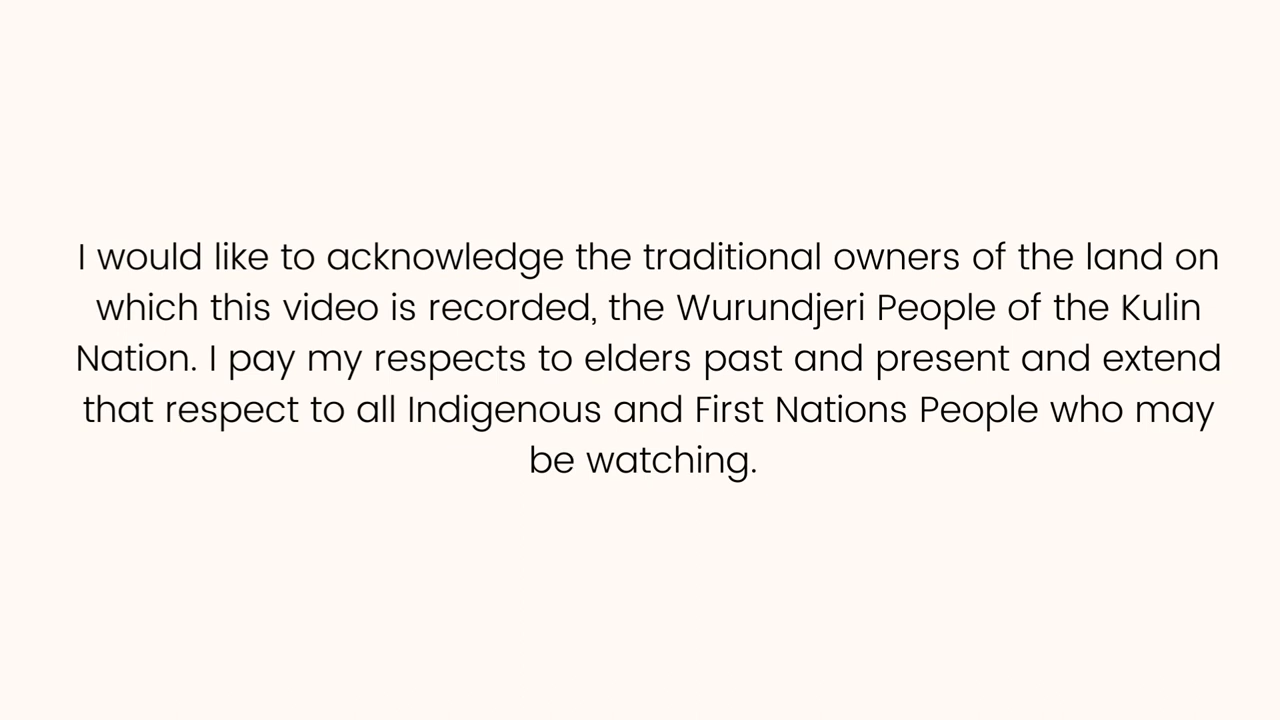 I would like to acknowledge the traditional owners of the land on
which this video is recorded, the Wurundjeri People of the Kulin
Nation. I pay my respects to elders past and present and extend
that respect to all Indigenous and First Nations People who may
be watching.